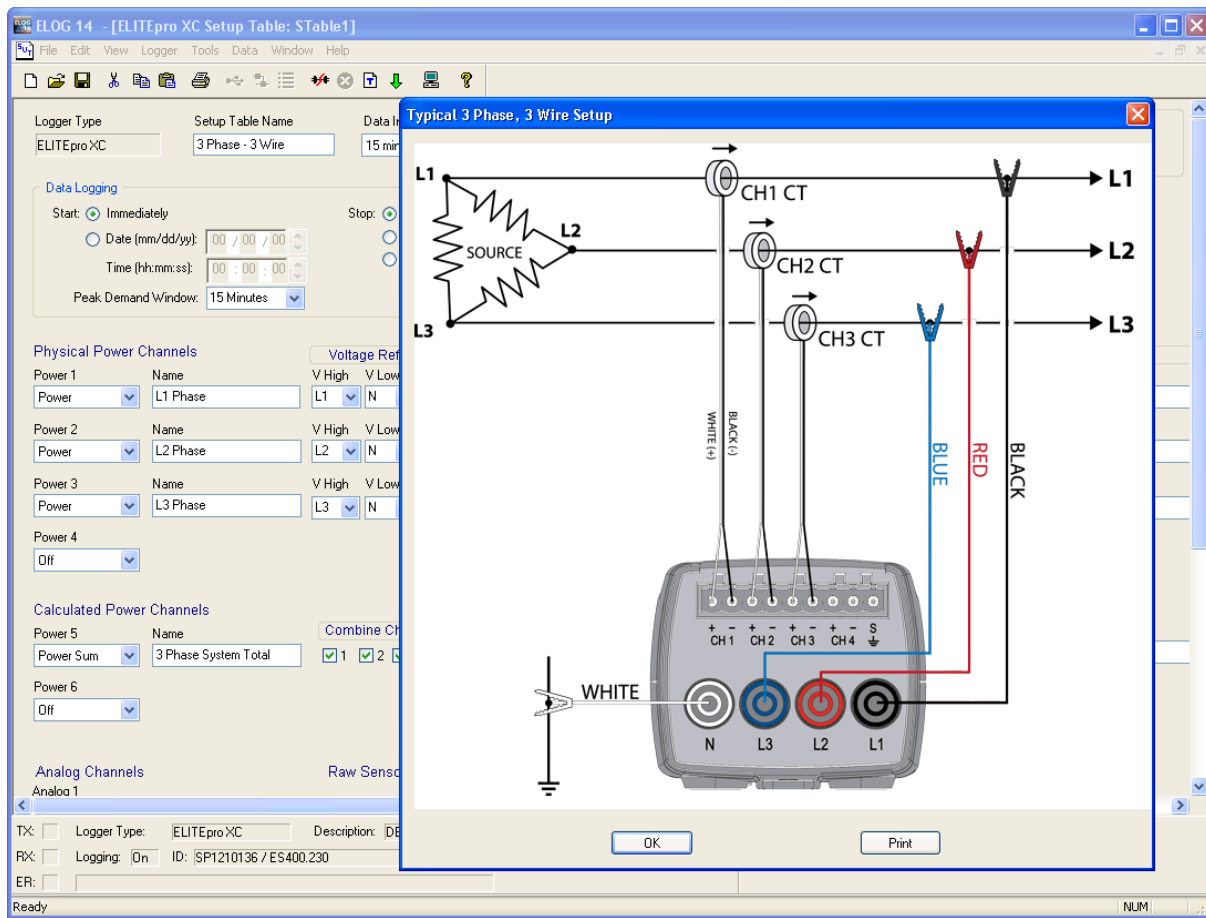 ELOG 14 - [ELITEpro XC Setup Table: STable1]
File Edit View Logger Tools Data Window Help
Logger Type
Setup Table Name
Data In
ELITEpro XC
3 Phase - 3 Wire
15 min
Data Logging
Start: Immediately
Stop:
Date (mm/dd/yy): 00 / 00 / 00
Time (hh:mm:ss): 00 : 00 : 00
Peak Demand Window: 15 Minutes
Physical Power Channels
Voltage Ref
Power 1 Name V High V Low
Power L1 Phase L1 N
Power 2 Name V High V Low
Power L2 Phase L2 N
Power 3 Name V High V Low
Power L3 Phase L3 N
Power 4
Off
Calculated Power Channels
Combine Ch
Power 5 Name
Power Sum 3 Phase System Total 1 2
Power 6
Off
Analog Channels
Raw Senso
Analog 1
Typical 3 Phase, 3 Wire Setup
L1
CH1 CT
L1
L2
SOURCE
CH2 CT
L2
L3
CH3 CT
L3
WHITE (+)
BLACK (-)
BLUE
RED
BLACK
+ - + - + - + - S
CH 1 CH 2 CH 3 CH 4
WHITE
N L3 L2 L1
OK
Print
TX: Logger Type: ELITEpro XC Description: DE
RX: Logging: On ID: SP1210136 / ES400.230
ER:
Ready
NUM